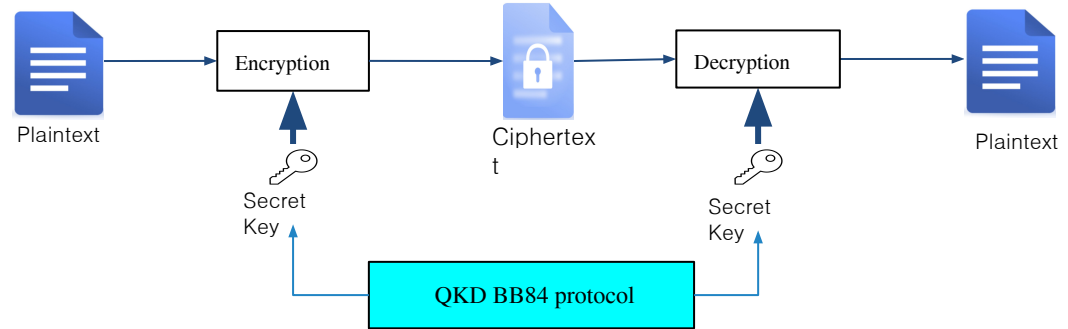 Encryption
Decryption
Plaintext
Ciphertex
t
Plaintext
Secret
Key
Secret
Key
QKD BB84 protocol